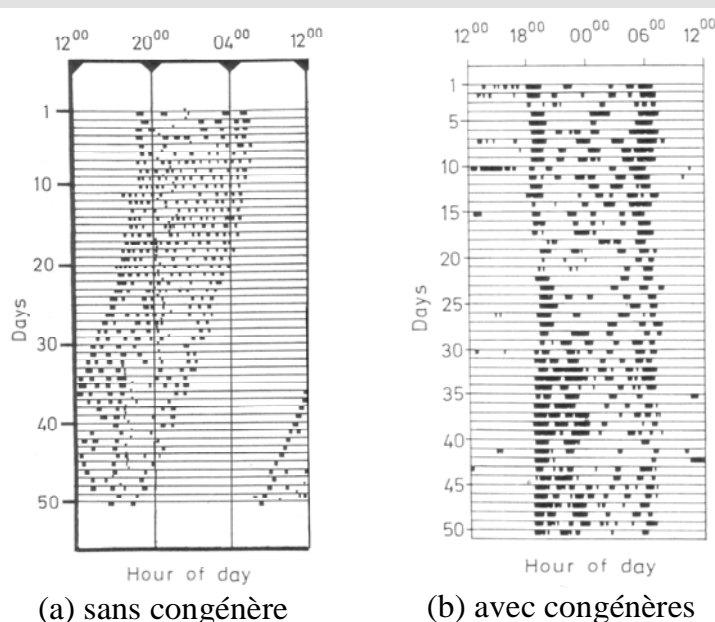 12⁰⁰ 20⁰⁰ 04⁰⁰ 12⁰⁰
1
10
20
30
40
50
Days
Hour of day
(a) sans congénère
12⁰⁰ 18⁰⁰ 00⁰⁰ 06⁰⁰ 12⁰⁰
1
5
10
15
20
25
30
35
40
45
50
Days
Hour of day
(b) avec congénères